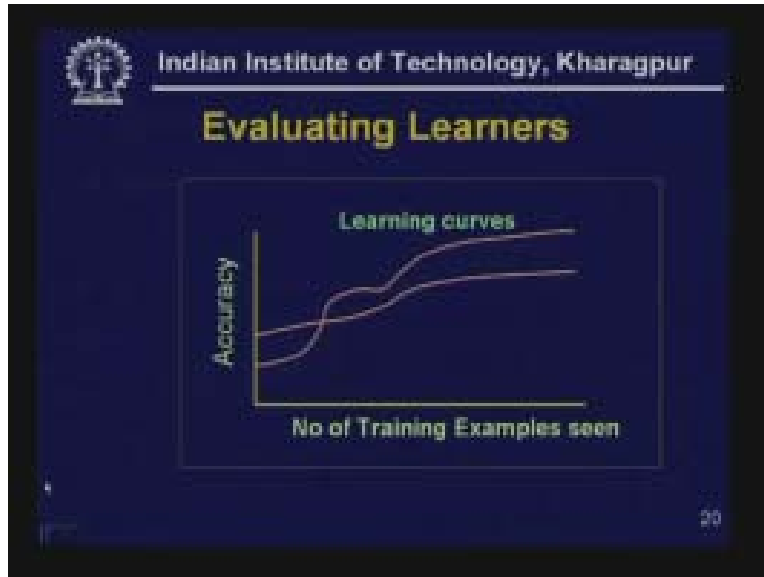 Indian Institute of Technology, Kharagpur
Evaluating Learners
Learning curves
Accuracy
No of Training Examples seen
20